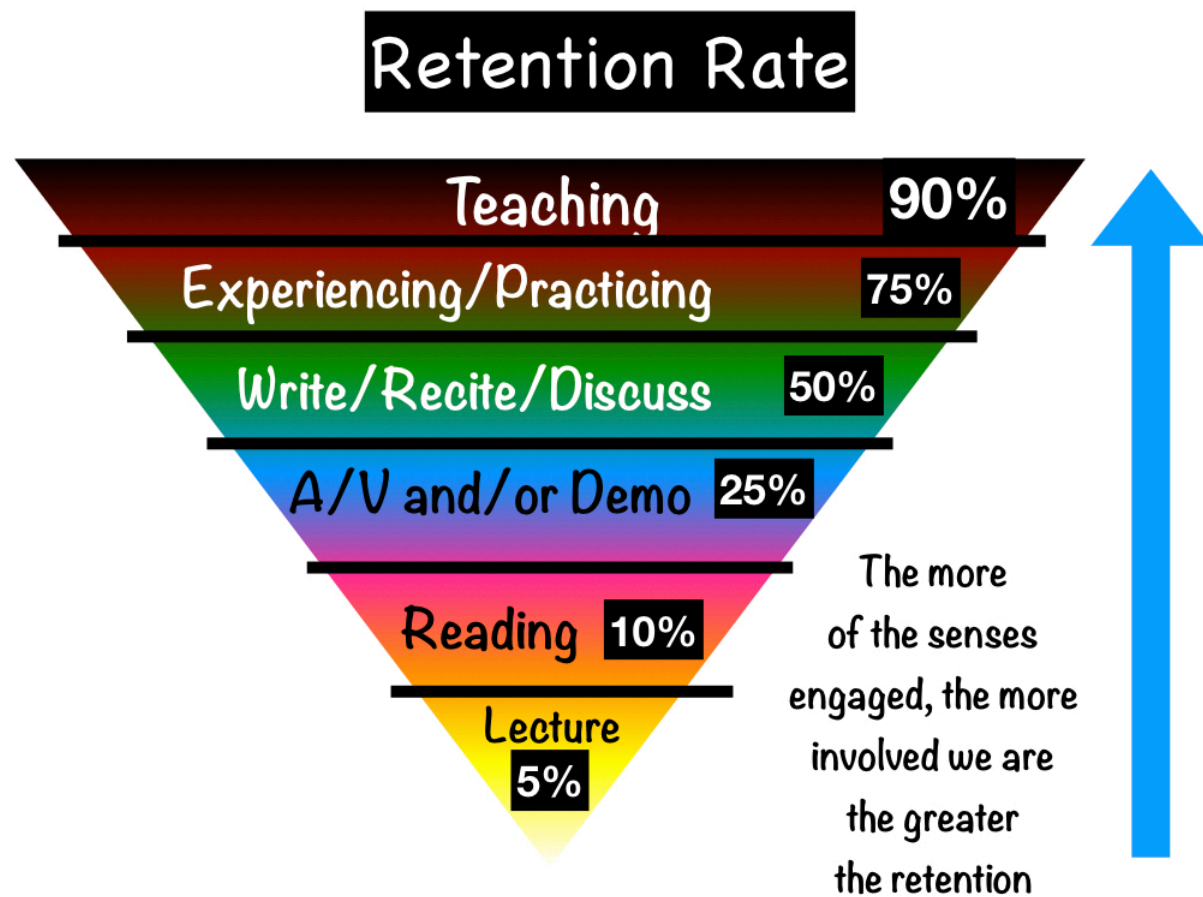 Retention Rate
Teaching 90%
Experiencing/Practicing 75%
Write/Recite/Discuss 50%
A/V and/or Demo 25%
Reading 10%
Lecture
5%
The more
of the senses
engaged, the more
involved we are
the greater
the retention